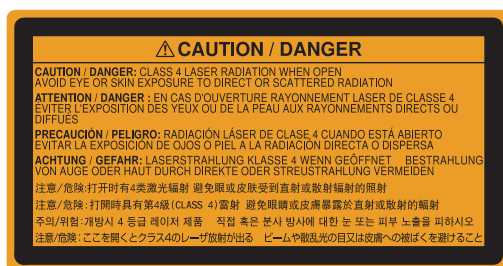 ⚠ CAUTION / DANGER
CAUTION / DANGER: CLASS 4 LASER RADIATION WHEN OPEN
AVOID EYE OR SKIN EXPOSURE TO DIRECT OR SCATTERED RADIATION
ATTENTION / DANGER : EN CAS D'OUVERTURE RAYONNEMENT LASER DE CLASSE 4
ÉVITER L'EXPOSITION DES YEUX OU DE LA PEAU AUX RAYONNEMENTS DIRECTS OU
DIFFUÉS
PRECAUCIÓN / PELIGRO: RADIACIÓN LÁSER DE CLASE 4 CUANDO ESTÁ ABIERTO
EVITAR LA EXPOSICIÓN DE OJOS O PIEL A LA RADIACIÓN DIRECTA O DISPERSA
ACHTUNG / GEFAHR: LASERSTRAHLUNG KLASSE 4 WENN GEÖFFNET BESTRAHLUNG
VON AUGE ODER HAUT DURCH DIREKTE ODER STREUSTRAHLUNG VERMEIDEN
注意/危险:打开时有4类激光辐射 避免眼或皮肤受到直射或散射辐射的照射
注意/危險:打開時具有第4級(CLASS 4)雷射 避免眼睛或皮膚暴露於直射或散射的輻射
주의/위험:개방시 4 등급 레이저 제품 직접 혹은 분사 방사에 대한 눈 또는 피부 노출을 피하시오
注意/危険:ここを開くとクラス4のレーザ放射が出る ビームや散乱光の目又は皮膚への被ばくを避けること